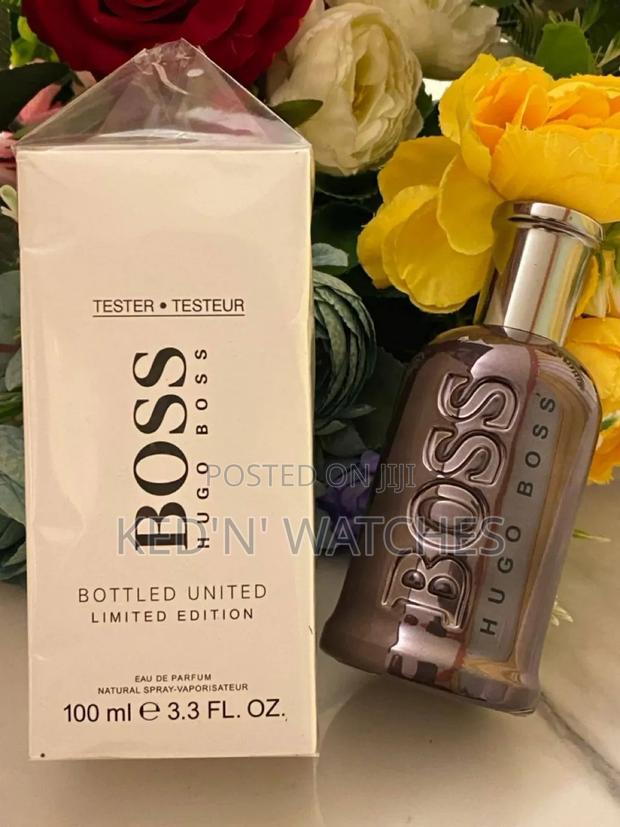 TESTER • TESTEUR
BOSS
HUGO BOSS
BOTTLED UNITED
LIMITED EDITION
EAU DE PARFUM
NATURAL SPRAY-VAPORISATEUR
100 ml e 3.3 FL. OZ.
BOSS
HUGO BOSS
POSTED ON JIJI
KED'N' WATCHES